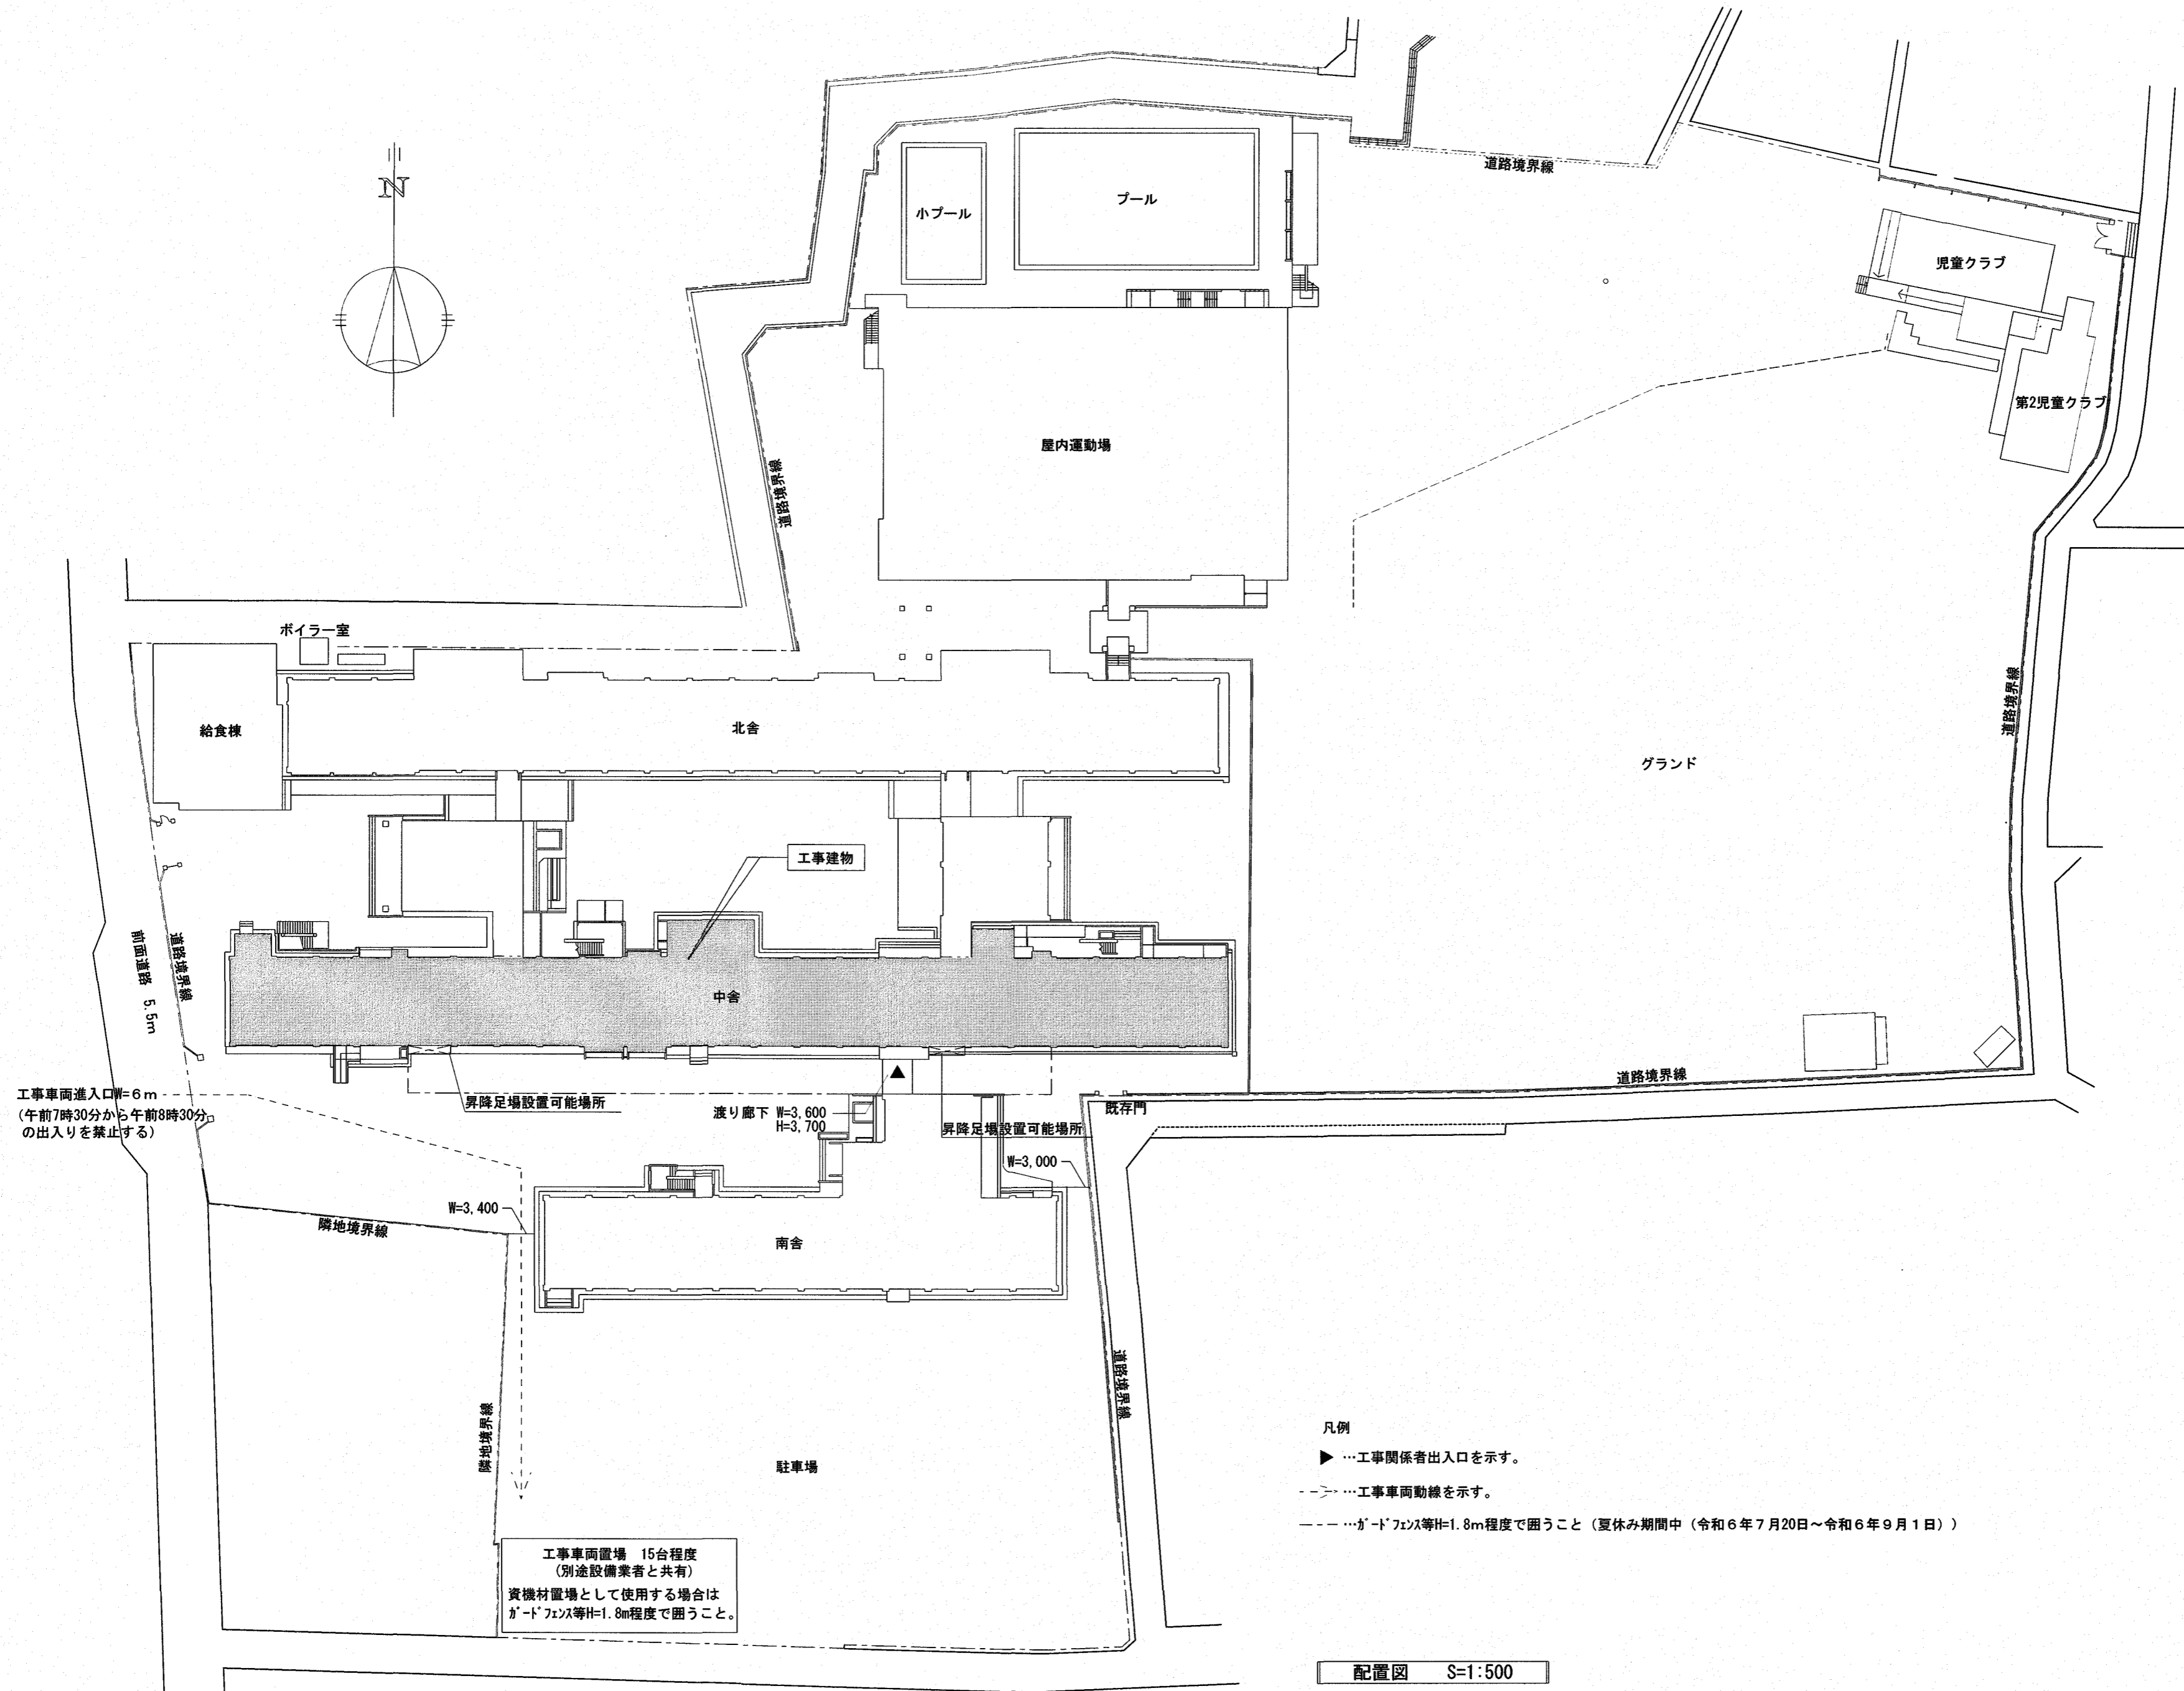 N
道路境界線
小プール
プール
児童クラブ
第2児童クラブ
屋内運動場
道路境界線
ボイラー室
給食棟
北舎
グランド
道路境界線
工事建物
道路境界線
前面道路 5.5m
中舎
工事車両進入口W=6m
(午前7時30分から午前8時30分
の出入りを禁止する)
昇降足場設置可能場所
渡り廊下 W=3,600
H=3,700
昇降足場設置可能場所
既存門
道路境界線
W=3,000
W=3,400
隣地境界線
南舎
隣地境界線
道路境界線
駐車場
工事車両置場 15台程度
(別途設備業者と共有)
資機材置場として使用する場合は
ガードフェンス等H=1.8m程度で囲うこと。
凡例
▶ …工事関係者出入口を示す。
…工事車両動線を示す。
…ガードフェンス等H=1.8m程度で囲うこと（夏休み期間中（令和6年7月20日～令和6年9月1日））
配置図 S=1:500